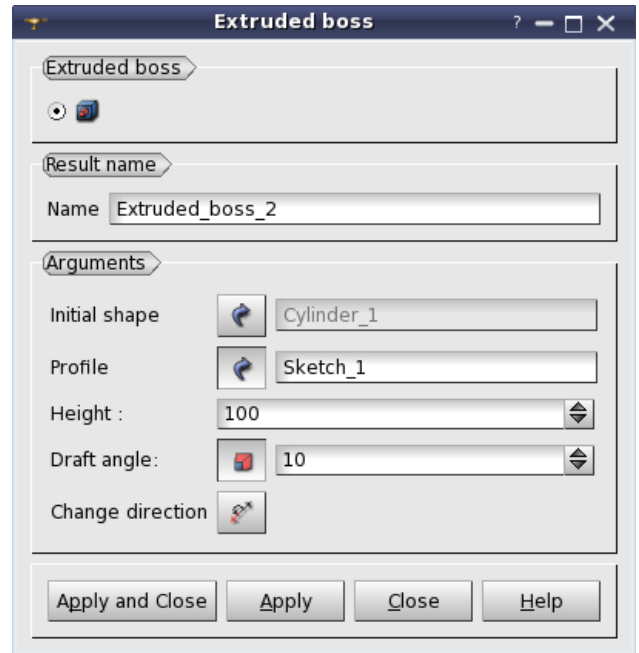 Extruded boss ?
Extruded boss
Result name
Name Extruded_boss_2
Arguments
Initial shape Cylinder_1
Profile Sketch_1
Height : 100
Draft angle: 10
Change direction
Apply and Close Apply Close Help